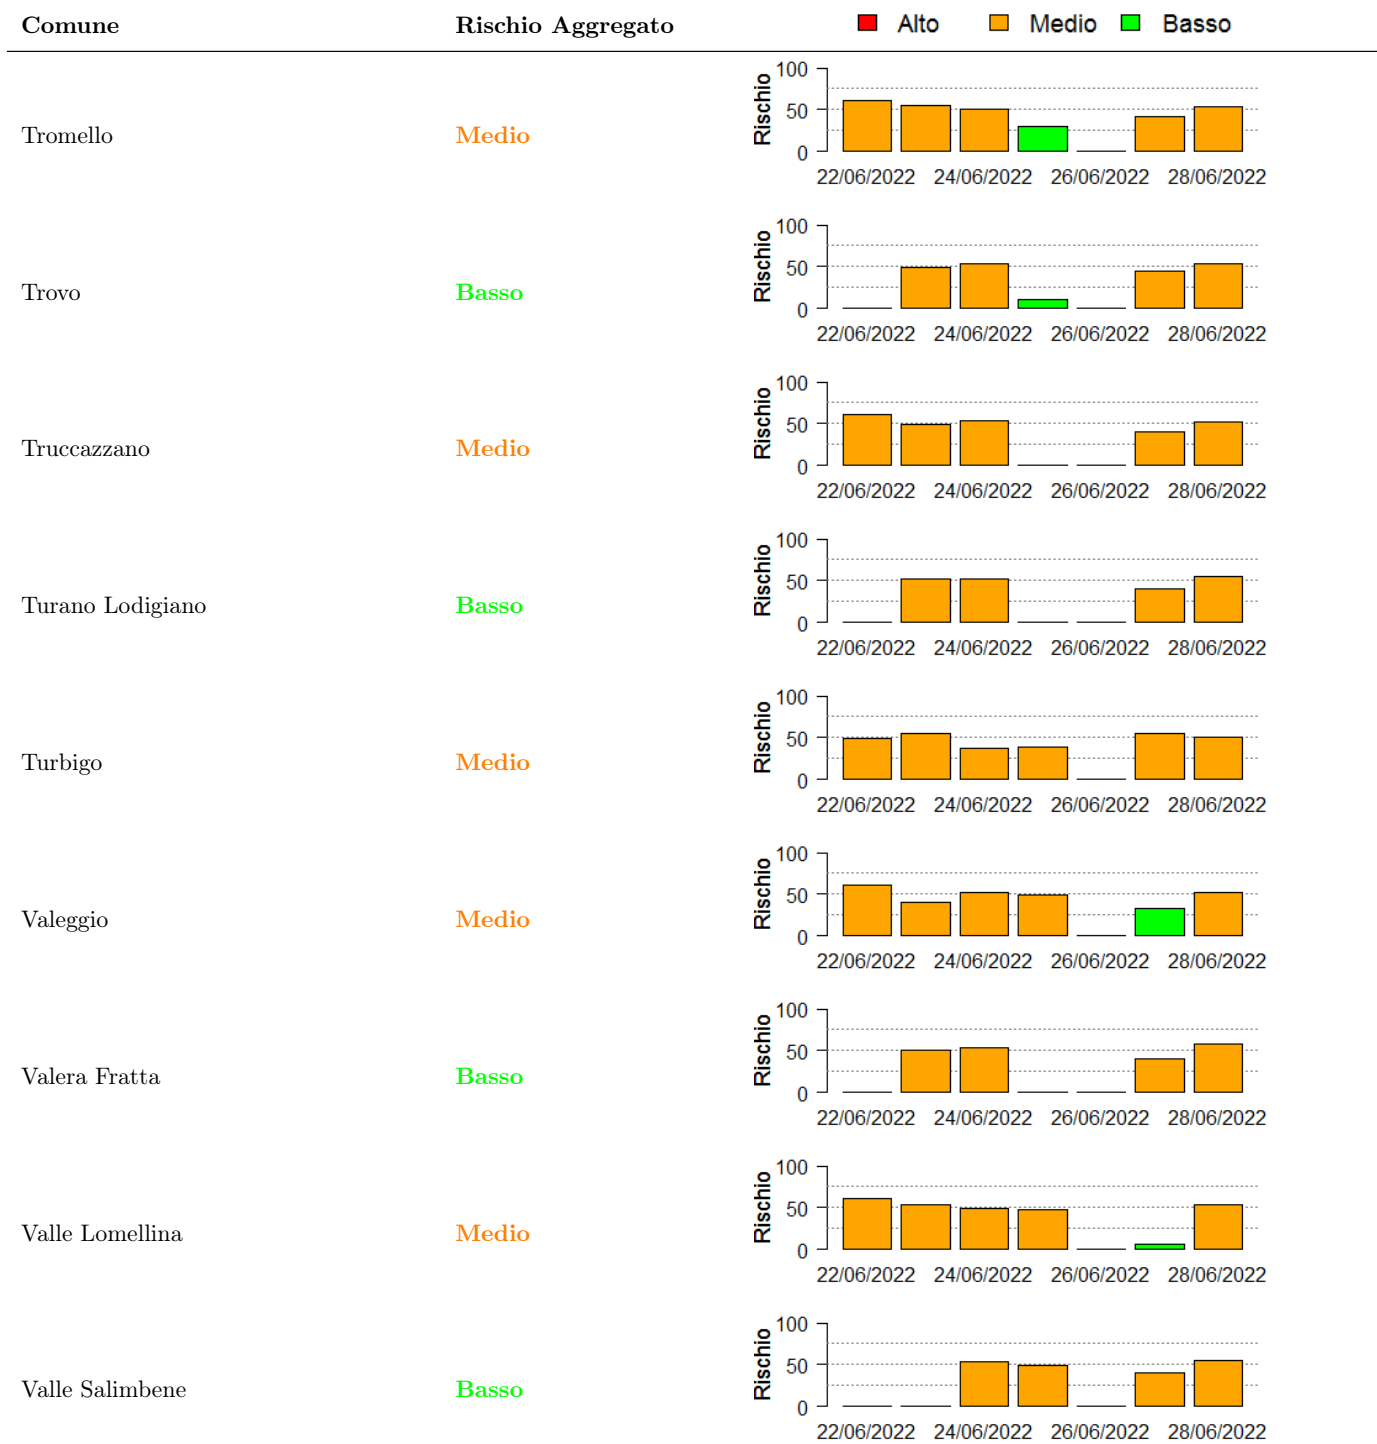 Comune Rischio Aggregato Alto Medio Basso
Tromello Medio Rischio 100 50 0
22/06/2022 24/06/2022 26/06/2022 28/06/2022
Trovo Basso Rischio 100 50 0
22/06/2022 24/06/2022 26/06/2022 28/06/2022
Truccazzano Medio Rischio 100 50 0
22/06/2022 24/06/2022 26/06/2022 28/06/2022
Turano Lodigiano Basso Rischio 100 50 0
22/06/2022 24/06/2022 26/06/2022 28/06/2022
Turbigo Medio Rischio 100 50 0
22/06/2022 24/06/2022 26/06/2022 28/06/2022
Valeggio Medio Rischio 100 50 0
22/06/2022 24/06/2022 26/06/2022 28/06/2022
Valera Fratta Basso Rischio 100 50 0
22/06/2022 24/06/2022 26/06/2022 28/06/2022
Valle Lomellina Medio Rischio 100 50 0
22/06/2022 24/06/2022 26/06/2022 28/06/2022
Valle Salimbene Basso Rischio 100 50 0
22/06/2022 24/06/2022 26/06/2022 28/06/2022